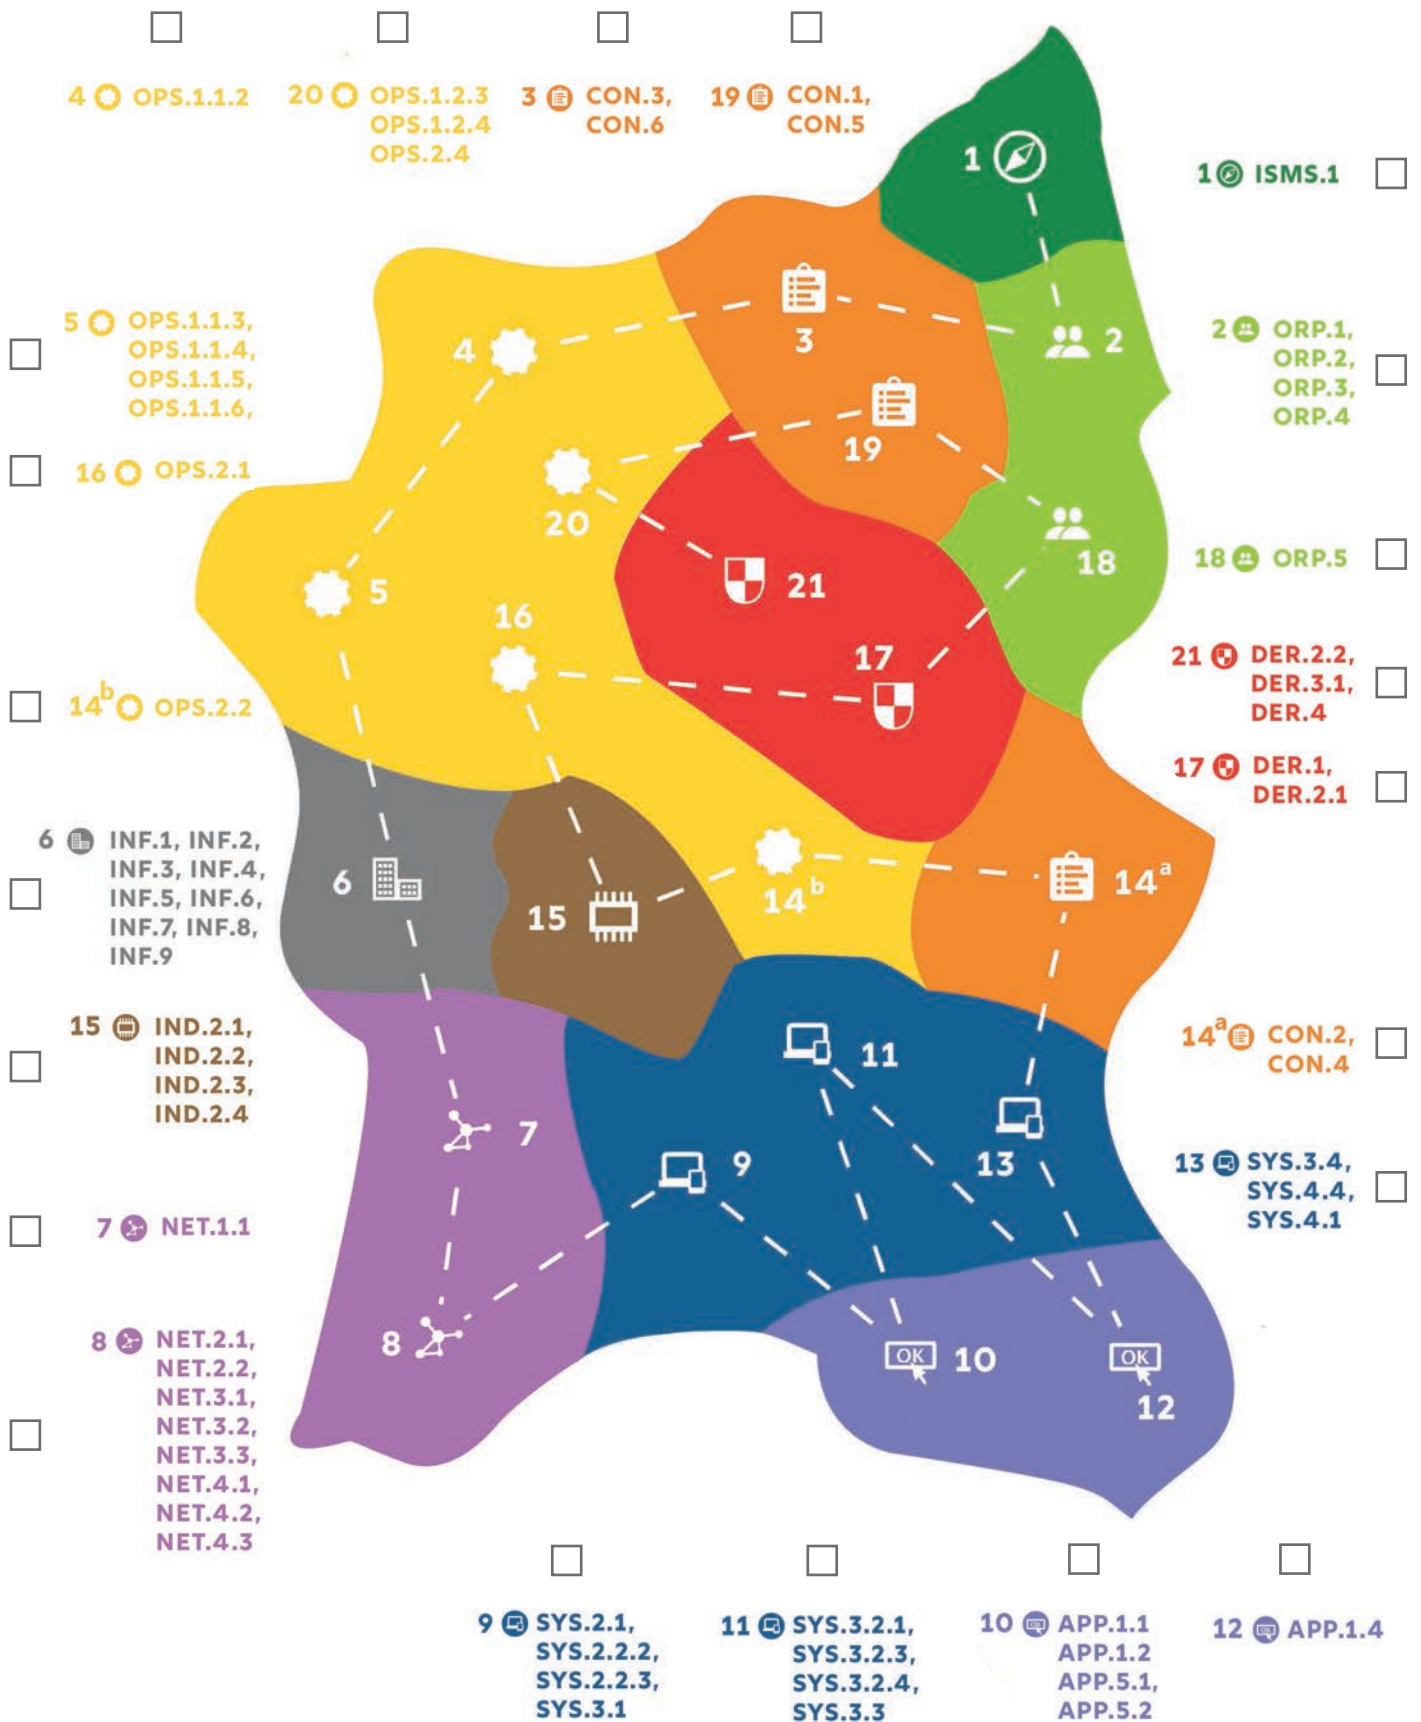 4 OPS.1.1.2
20 OPS.1.2.3
OPS.1.2.4
OPS.2.4
3 CON.3,
CON.6
19 CON.1,
CON.5
1
1 ISMS.1
5 OPS.1.1.3,
OPS.1.1.4,
OPS.1.1.5,
OPS.1.1.6,
4
3
2
2 ORP.1,
ORP.2,
ORP.3,
ORP.4
16 OPS.2.1
19
20
18
18 ORP.5
5
21
16
17
21 DER.2.2,
DER.3.1,
DER.4
14b OPS.2.2
17 DER.1,
DER.2.1
6 INF.1, INF.2,
INF.3, INF.4,
INF.5, INF.6,
INF.7, INF.8,
INF.9
6
15
14b
14a
15 IND.2.1,
IND.2.2,
IND.2.3,
IND.2.4
11
14a CON.2,
CON.4
7
9
13
13 SYS.3.4,
SYS.4.4,
SYS.4.1
7 NET.1.1
8 NET.2.1,
NET.2.2,
NET.3.1,
NET.3.2,
NET.3.3,
NET.4.1,
NET.4.2,
NET.4.3
8
OK 10
OK
12
9 SYS.2.1,
SYS.2.2.2,
SYS.2.2.3,
SYS.3.1
11 SYS.3.2.1,
SYS.3.2.3,
SYS.3.2.4,
SYS.3.3
10 OK APP.1.1
APP.1.2
APP.5.1,
APP.5.2
12 OK APP.1.4